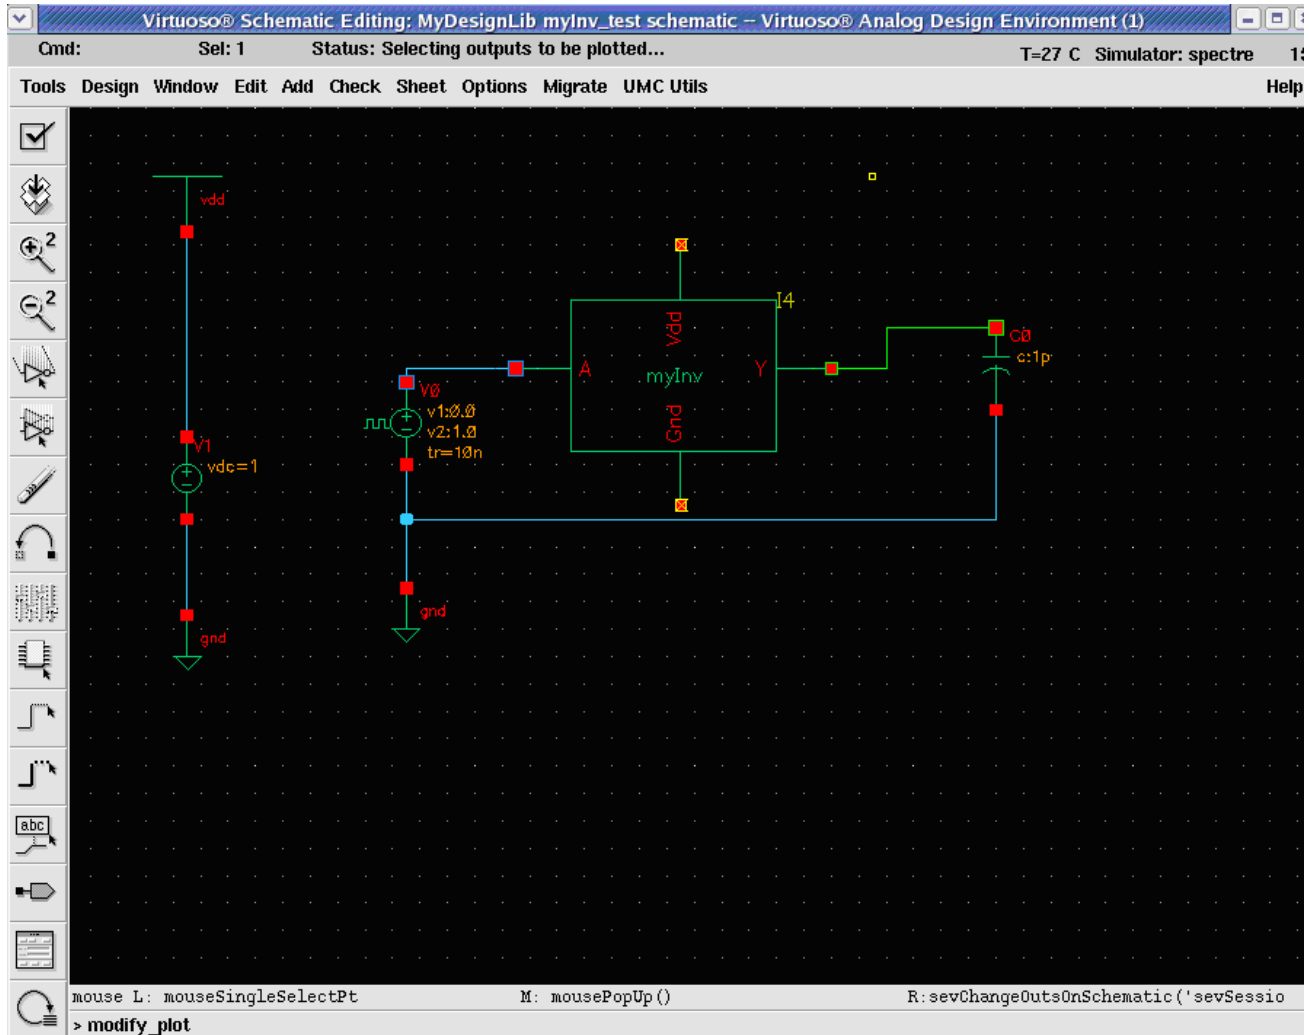 Virtuoso® Schematic Editing: MyDesignLib myInv_test schematic -- Virtuoso® Analog Design Environment (1)
Cmd: Sel: 1 Status: Selecting outputs to be plotted... T=27 C Simulator: spectre 15
Tools Design Window Edit Add Check Sheet Options Migrate UMC Utils Help
vdd
2
2
I4
Vdd
C0
c:1p
A
myInv
Y
V0
v1:0.0
v2:1.0
tr=10n
Gnd
V1
vdc=1
gnd
gnd
abc
mouse L: mouseSingleSelectPt M: mousePopUp() R:sevChangeOutsOnSchematic('sevSessio
> modify_plot